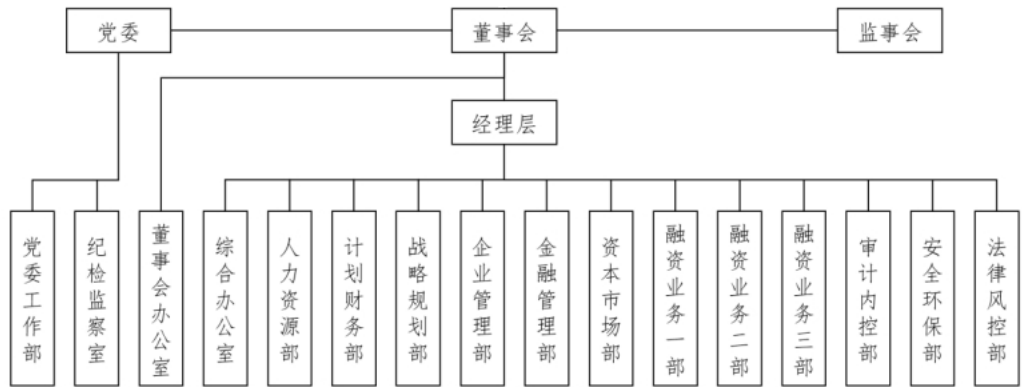 党委
董事会
监事会
经理层
党委工作部
纪检监察室
董事会办公室
综合办公室
人力资源部
计划财务部
战略规划部
企业管理部
金融管理部
资本市场部
融资业务一部
融资业务二部
融资业务三部
审计内控部
安全环保部
法律风控部